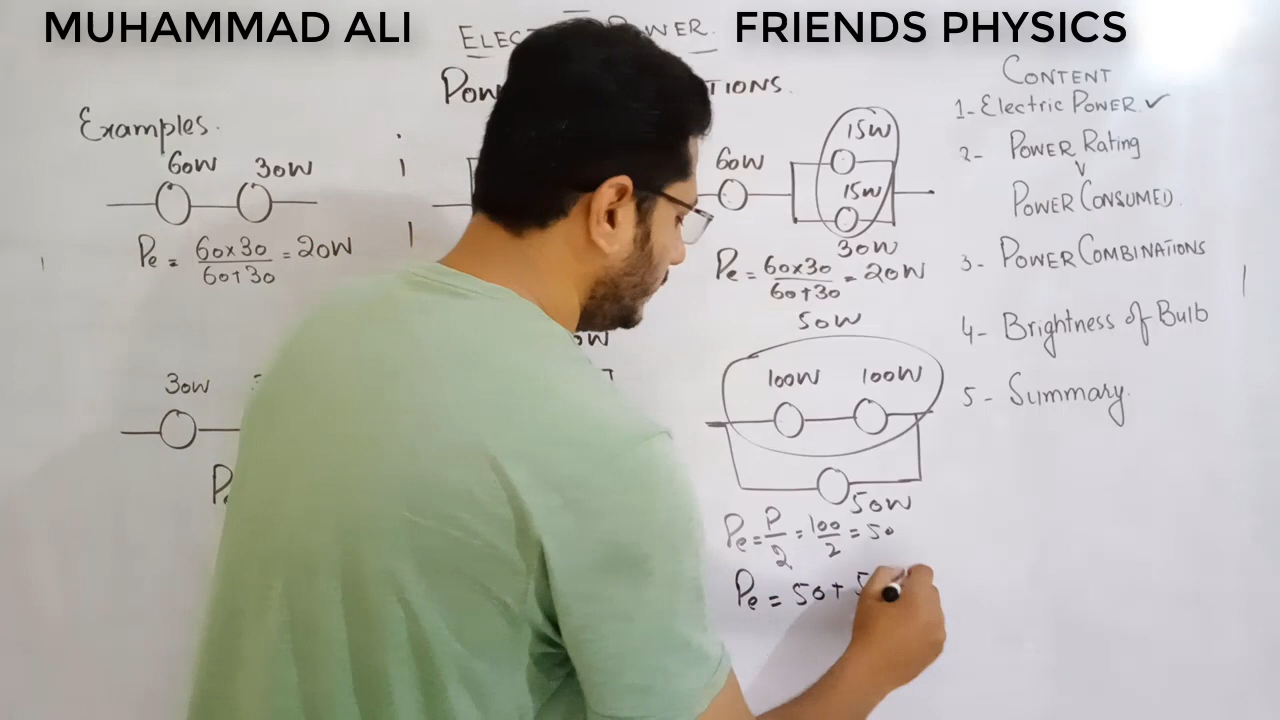 MUHAMMAD ALI
FRIENDS PHYSICS
Examples.
60W 30W
Pe = 60x30 / 60+30 = 20W
30W
60W
15W
15W
30W
Pe = 60x30 / 60+30 = 20W
50W
100W 100W
50W
Pe = P/2 = 100/2 = 50
Pe = 50+
CONTENT
1- Electric POWER ✓
2- POWER Rating
POWER CONSUMED.
3- POWER COMBINATIONS
4- Brightness of Bulb
5- Summary.